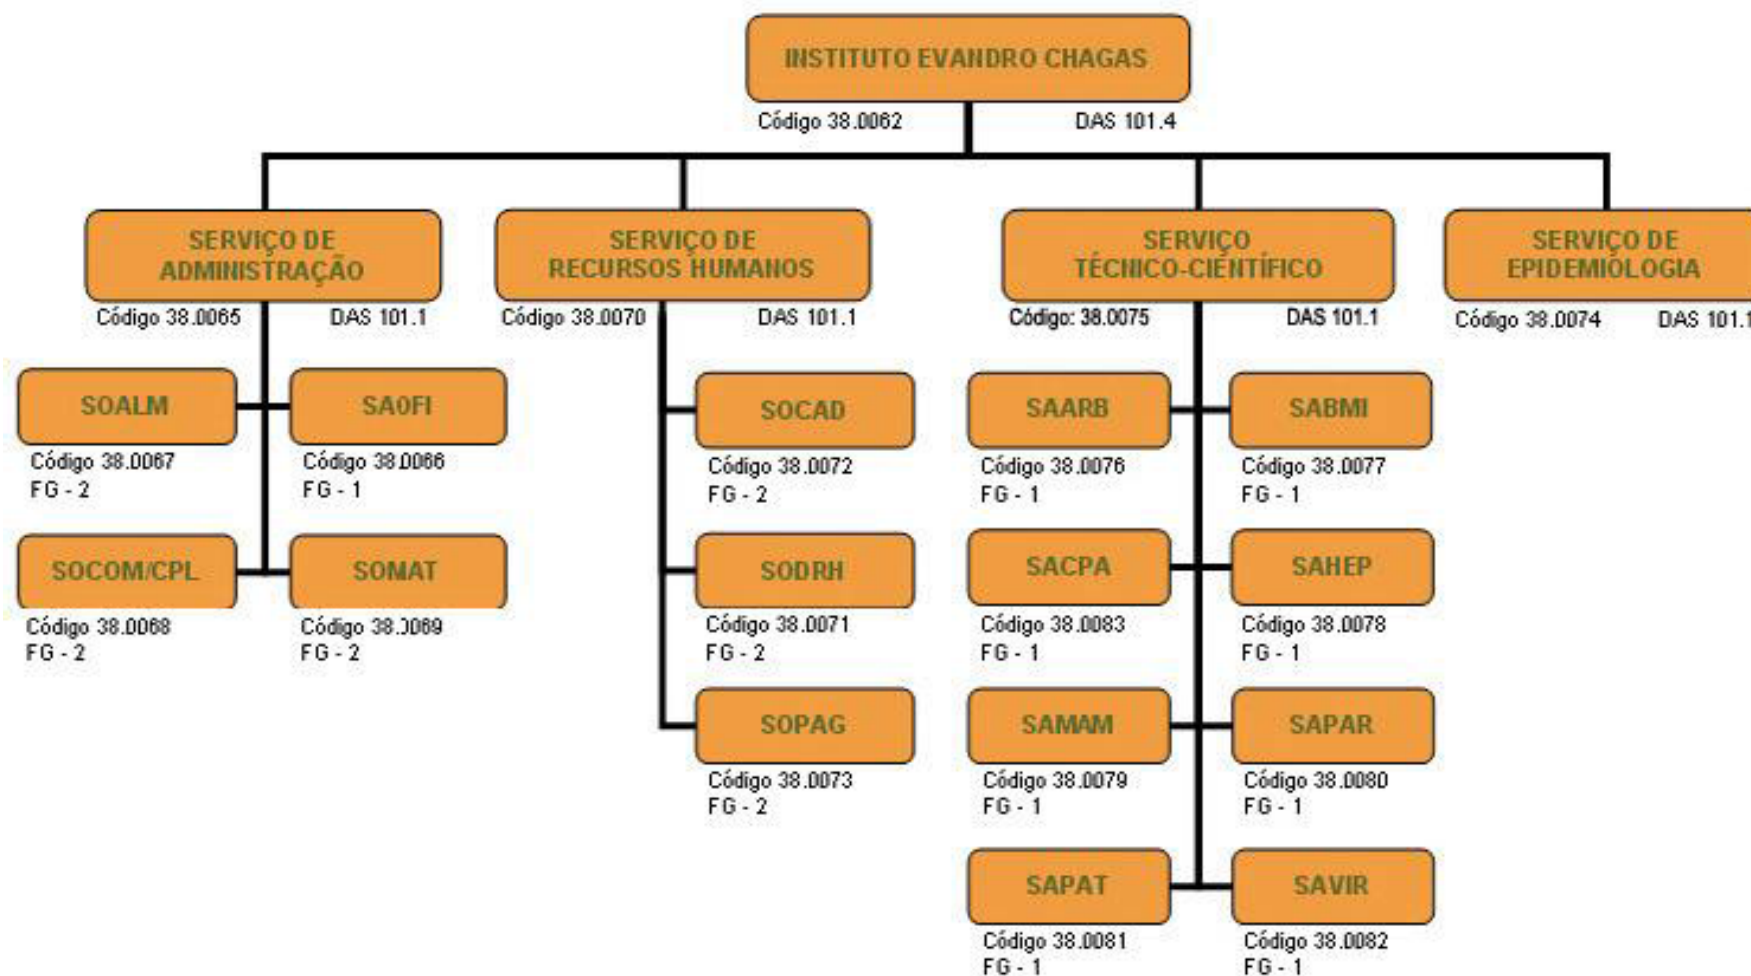 INSTITUTO EVANDRO CHAGAS
Código 38.0062 DAS 101.4
SERVIÇO DE
ADMINISTRAÇÃO
Código 38.0065 DAS 101.1
SERVIÇO DE
RECURSOS HUMANOS
Código 38.0070 DAS 101.1
SERVIÇO
TÉCNICO-CIENTÍFICO
Código: 38.0075 DAS 101.1
SERVIÇO DE
EPIDEMIOLOGIA
Código 38.0074 DAS 101.1
SOALM
Código 38.0067
FG - 2
SAOFI
Código 38.0066
FG - 1
SOCOM/CPL
Código 38.0068
FG - 2
SOMAT
Código 38.0069
FG - 2
SOCAD
Código 38.0072
FG - 2
SODRH
Código 38.0071
FG - 2
SOPAG
Código 38.0073
FG - 2
SAARB
Código 38.0076
FG - 1
SABMI
Código 38.0077
FG - 1
SACPA
Código 38.0083
FG - 1
SAHEP
Código 38.0078
FG - 1
SAMAM
Código 38.0079
FG - 1
SAPAR
Código 38.0080
FG - 1
SAPAT
Código 38.0081
FG - 1
SAVIR
Código 38.0082
FG - 1